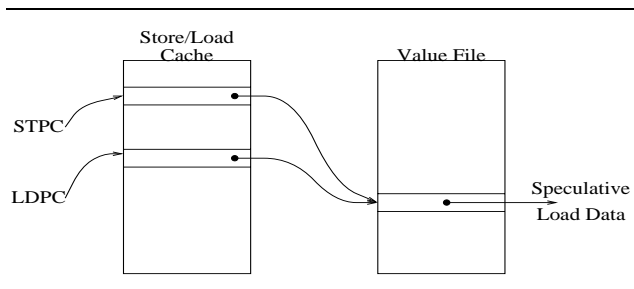 Store/Load
Cache
Value File
STPC
LDPC
Speculative
Load Data